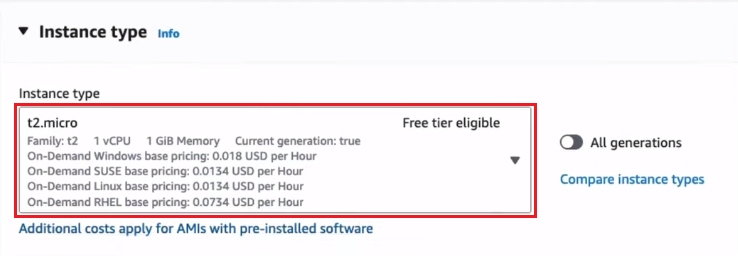 Instance type Info
Instance type
t2.micro Free tier eligible
Family: t2 1 vCPU 1 GiB Memory Current generation: true
On-Demand Windows base pricing: 0.018 USD per Hour
On-Demand SUSE base pricing: 0.0134 USD per Hour
On-Demand Linux base pricing: 0.0134 USD per Hour
On-Demand RHEL base pricing: 0.0734 USD per Hour
All generations
Compare instance types
Additional costs apply for AMIs with pre-installed software